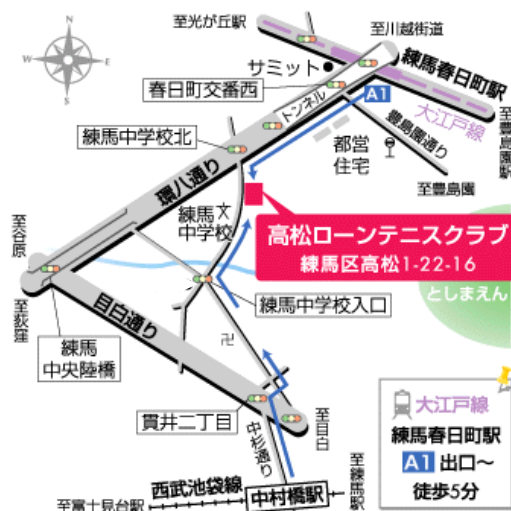 至光が丘駅
至川越街道
N
W
E
S
サミット
練馬春日町駅
春日町交番西
トンネル
A1
大江戸線
至豊島園駅
練馬中学校北
都営
住宅
豊島園通り
至豊島園
環八通り
文
練馬
中学校
高松ローンテニスクラブ
練馬区高松1-22-16
至谷原
としまえん
練馬中学校入口
至荻窪
目白通り
練馬
中央陸橋
卍
貫井二丁目
至目白
中杉通り
大江戸線
練馬春日町駅
A1 出口～
徒歩5分
西武池袋線
中村橋駅
至練馬駅
至富士見台駅